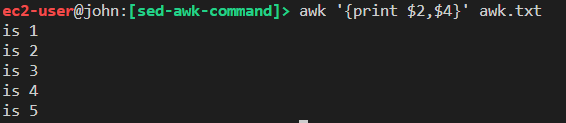 ec2-user@john:[sed-awk-command]> awk '{print $2,$4}' awk.txt
is 1
is 2
is 3
is 4
is 5